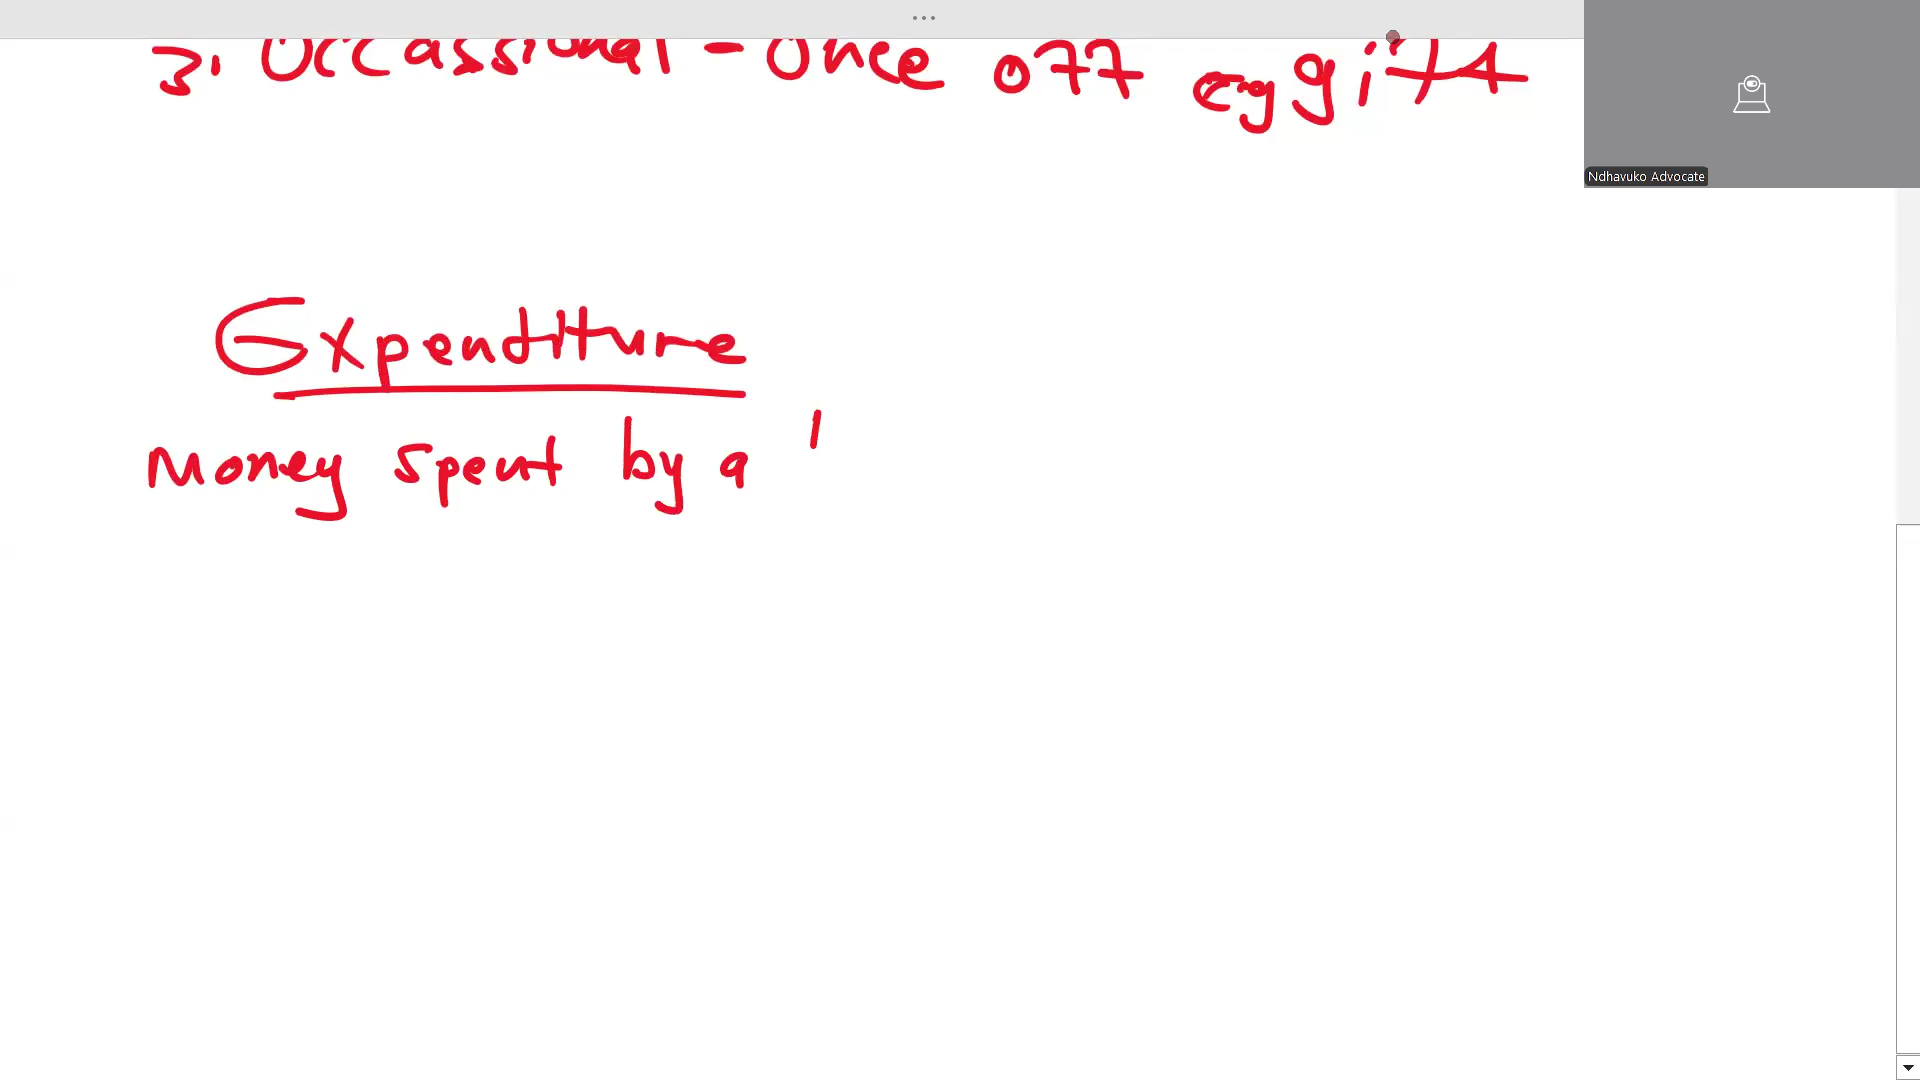 3. Occassional - Once off eg gift
Ndhavuko Advocate
Expenditure
Money spent by a